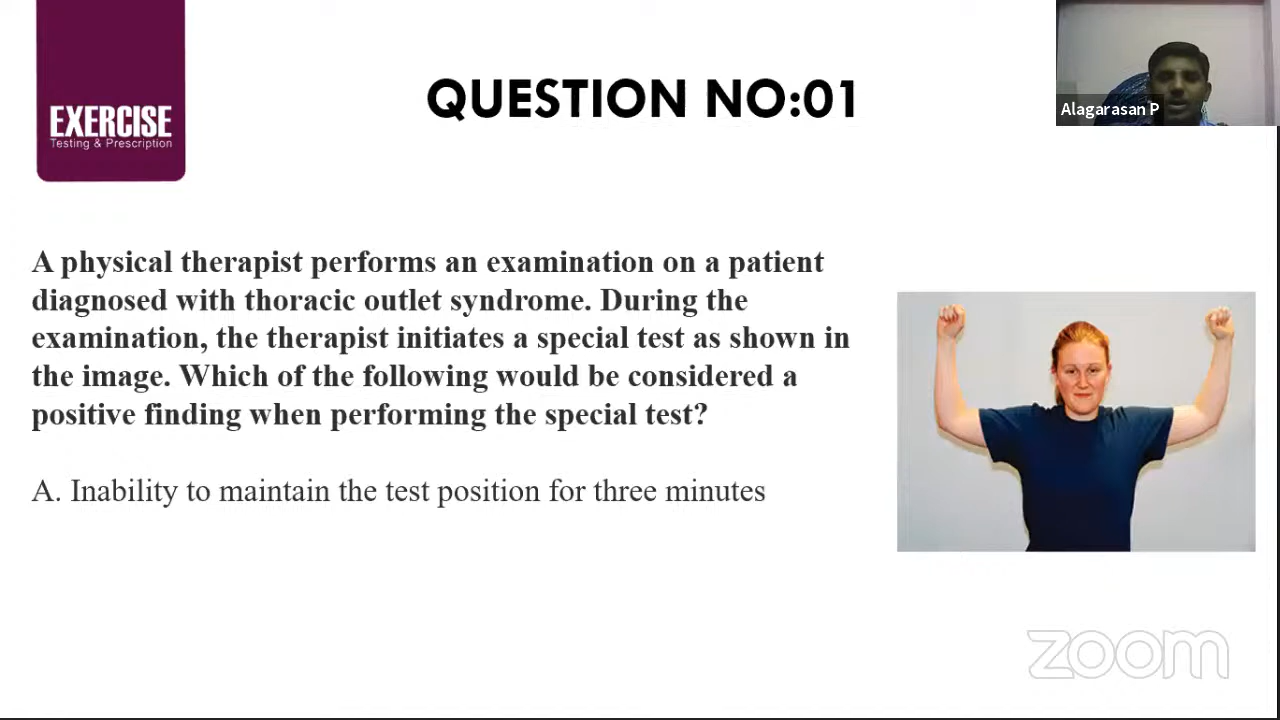 EXERCISE
Testing & Prescription
QUESTION NO:01
Alagarasan P
A physical therapist performs an examination on a patient
diagnosed with thoracic outlet syndrome. During the
examination, the therapist initiates a special test as shown in
the image. Which of the following would be considered a
positive finding when performing the special test?
A. Inability to maintain the test position for three minutes
zoom